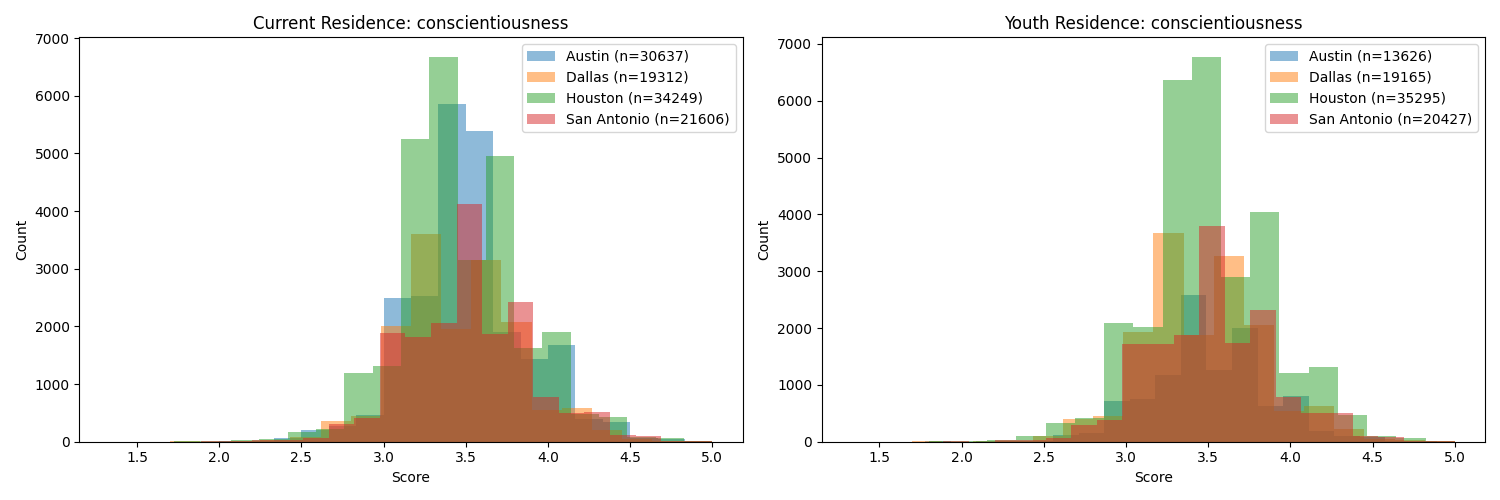 Current Residence: conscientiousness
Count
7000
6000
5000
4000
3000
2000
1000
0
Austin (n=30637)
Dallas (n=19312)
Houston (n=34249)
San Antonio (n=21606)
1.5 2.0 2.5 3.0 3.5 4.0 4.5 5.0
Score
Youth Residence: conscientiousness
Count
7000
6000
5000
4000
3000
2000
1000
0
Austin (n=13626)
Dallas (n=19165)
Houston (n=35295)
San Antonio (n=20427)
1.5 2.0 2.5 3.0 3.5 4.0 4.5 5.0
Score